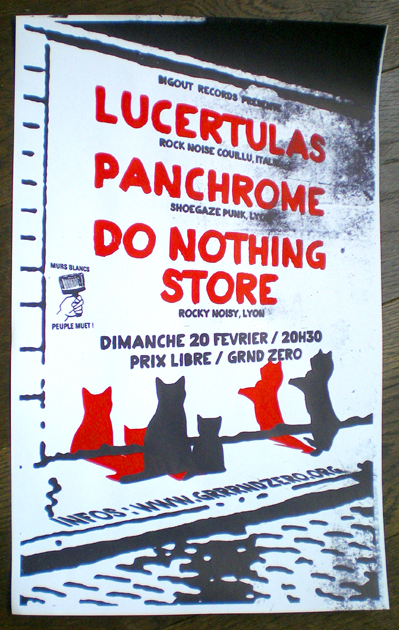 BIGOUT RECORDS PRESENTE
LUCERTULAS
ROCK NOISE COUILLU, ITALIE
PANCHROME
SHOEGAZE PUNK, LYON
DO NOTHING
STORE
ROCKY NOISY, LYON
MURS BLANCS
PEUPLE MUET !
DIMANCHE 20 FEVRIER / 20H30
PRIX LIBRE / GRND ZERO
INFOS : WWW.GRRRNDZERO.ORG